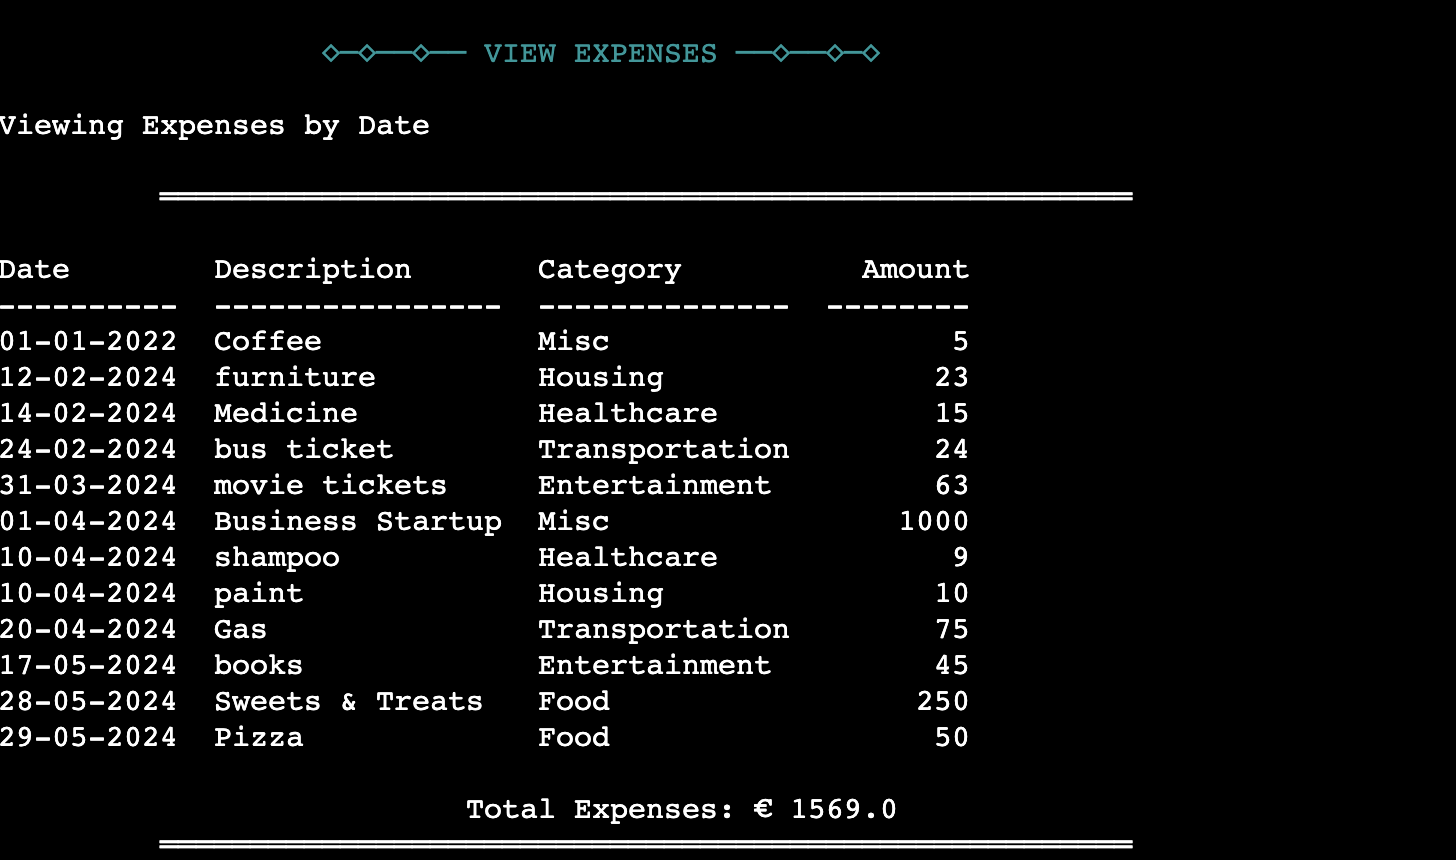 ◇─◇──◇── VIEW EXPENSES ──◇──◇─◇
Viewing Expenses by Date
══════════════════════════════════════════════════════
Date        Description       Category          Amount
----------  ----------------  --------------  --------
01-01-2022  Coffee            Misc                   5
12-02-2024  furniture         Housing               23
14-02-2024  Medicine          Healthcare            15
24-02-2024  bus ticket        Transportation        24
31-03-2024  movie tickets     Entertainment         63
01-04-2024  Business Startup  Misc                1000
10-04-2024  shampoo           Healthcare             9
10-04-2024  paint             Housing               10
20-04-2024  Gas               Transportation        75
17-05-2024  books             Entertainment         45
28-05-2024  Sweets & Treats   Food                 250
29-05-2024  Pizza             Food                  50
Total Expenses: € 1569.0
══════════════════════════════════════════════════════